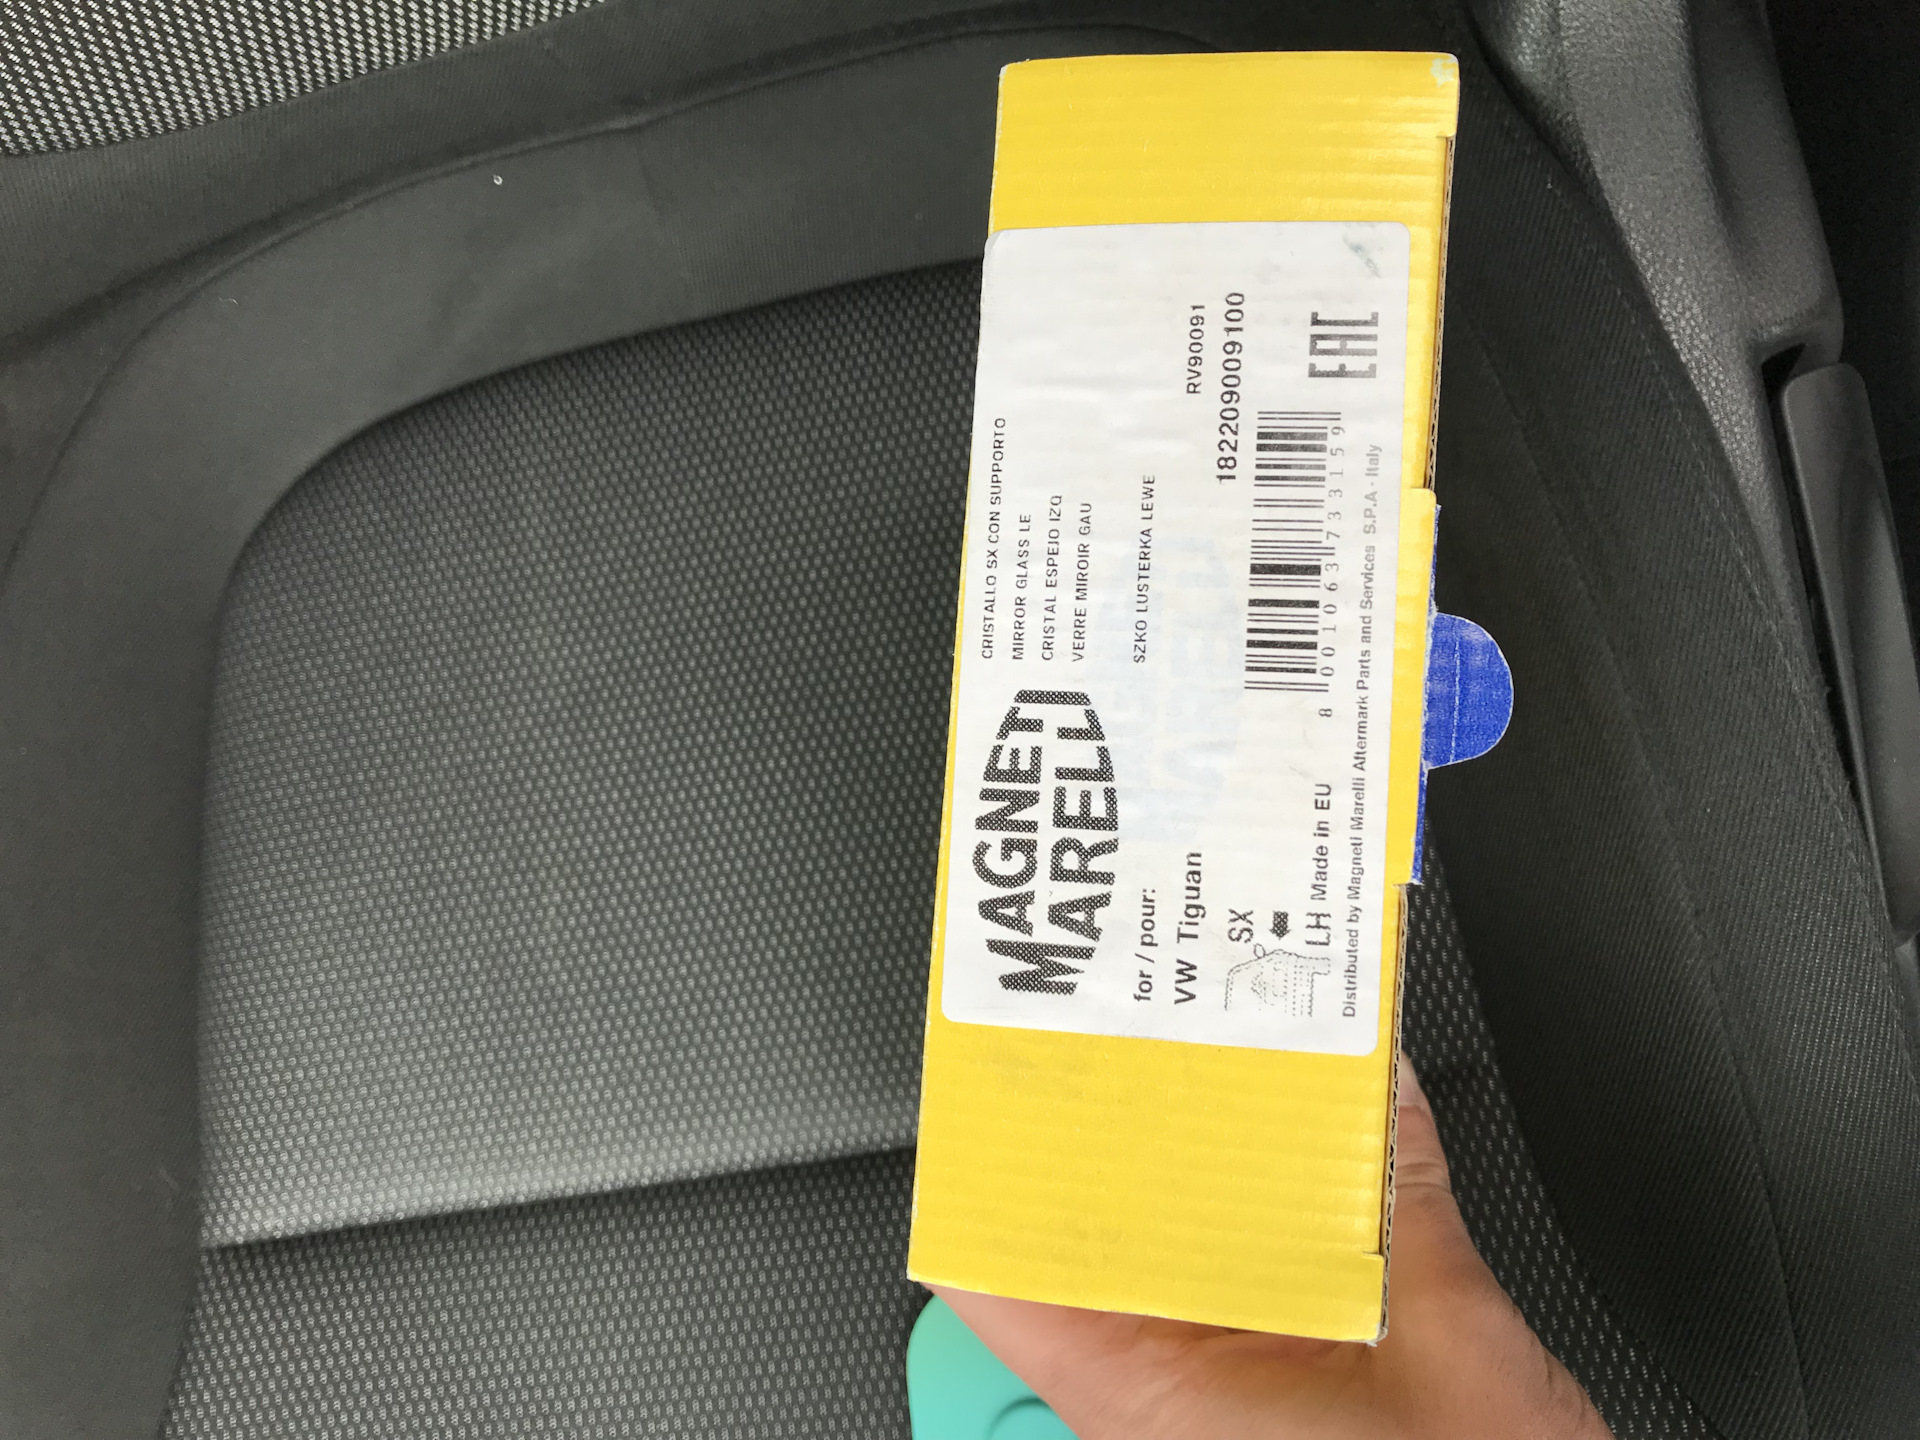 MAGNETI
MARELLI
CRISTALLO SX CON SUPPORTO
MIRROR GLASS LE
CRISTAL ESPEJO IZQ
VERRE MIROIR GAU
SZKO LUSTERKA LEWE
for / pour:
VW Tiguan
RV90091
182209009100
SX
LH Made in EU
8 001063 733159
EAC
Distributed by Magneti Marelli Aftermark Parts and Services S.P.A - Italy